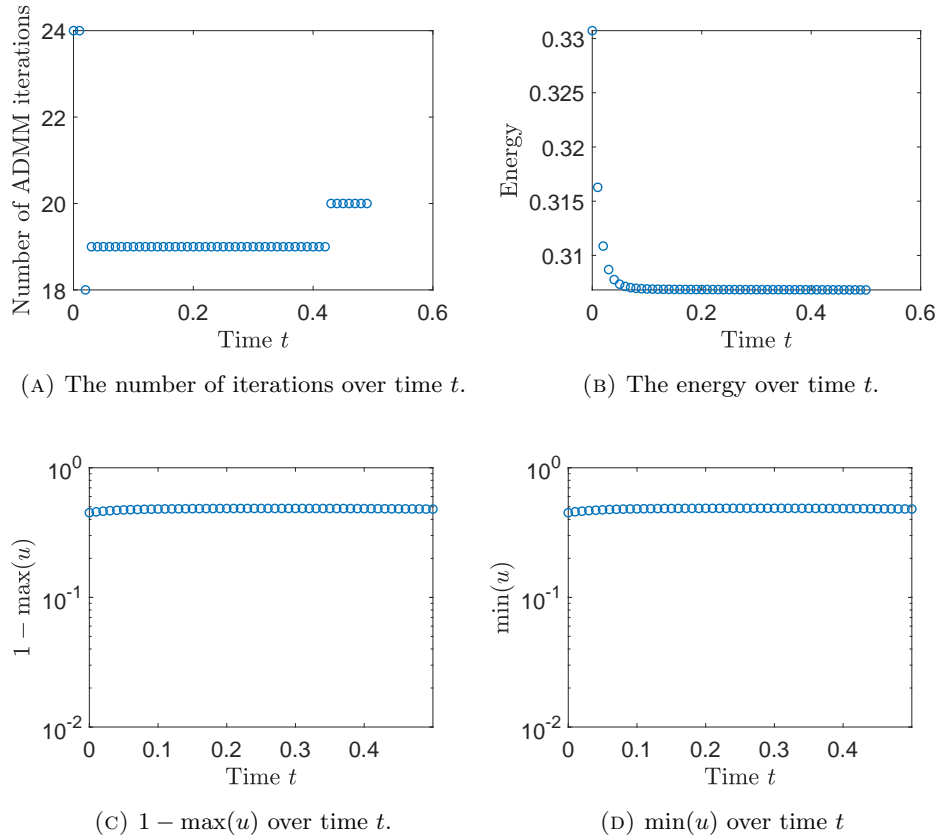 24
22
20
18
Number of ADMM iterations
0 0.2 0.4 0.6
Time t
(A) The number of iterations over time t.
0.33
0.325
0.32
0.315
0.31
Energy
0 0.2 0.4 0.6
Time t
(B) The energy over time t.
10^0
10^-1
10^-2
1 − max(u)
0 0.1 0.2 0.3 0.4
Time t
(C) 1 − max(u) over time t.
10^0
10^-1
10^-2
min(u)
0 0.1 0.2 0.3 0.4
Time t
(D) min(u) over time t